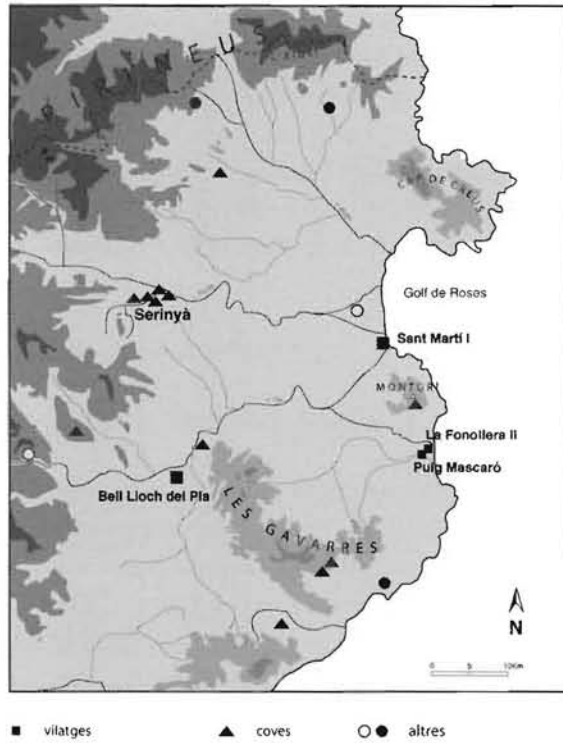 PIRINEUS
CAP DE CREUS
Golf de Roses
Serinyà
Sant Martí I
MONTGRÍ
La Fonollera II
Puig Mascaró
Bell Lloch del Pla
LES GAVARRES
N
0 5 10Km
vilatges coves altres